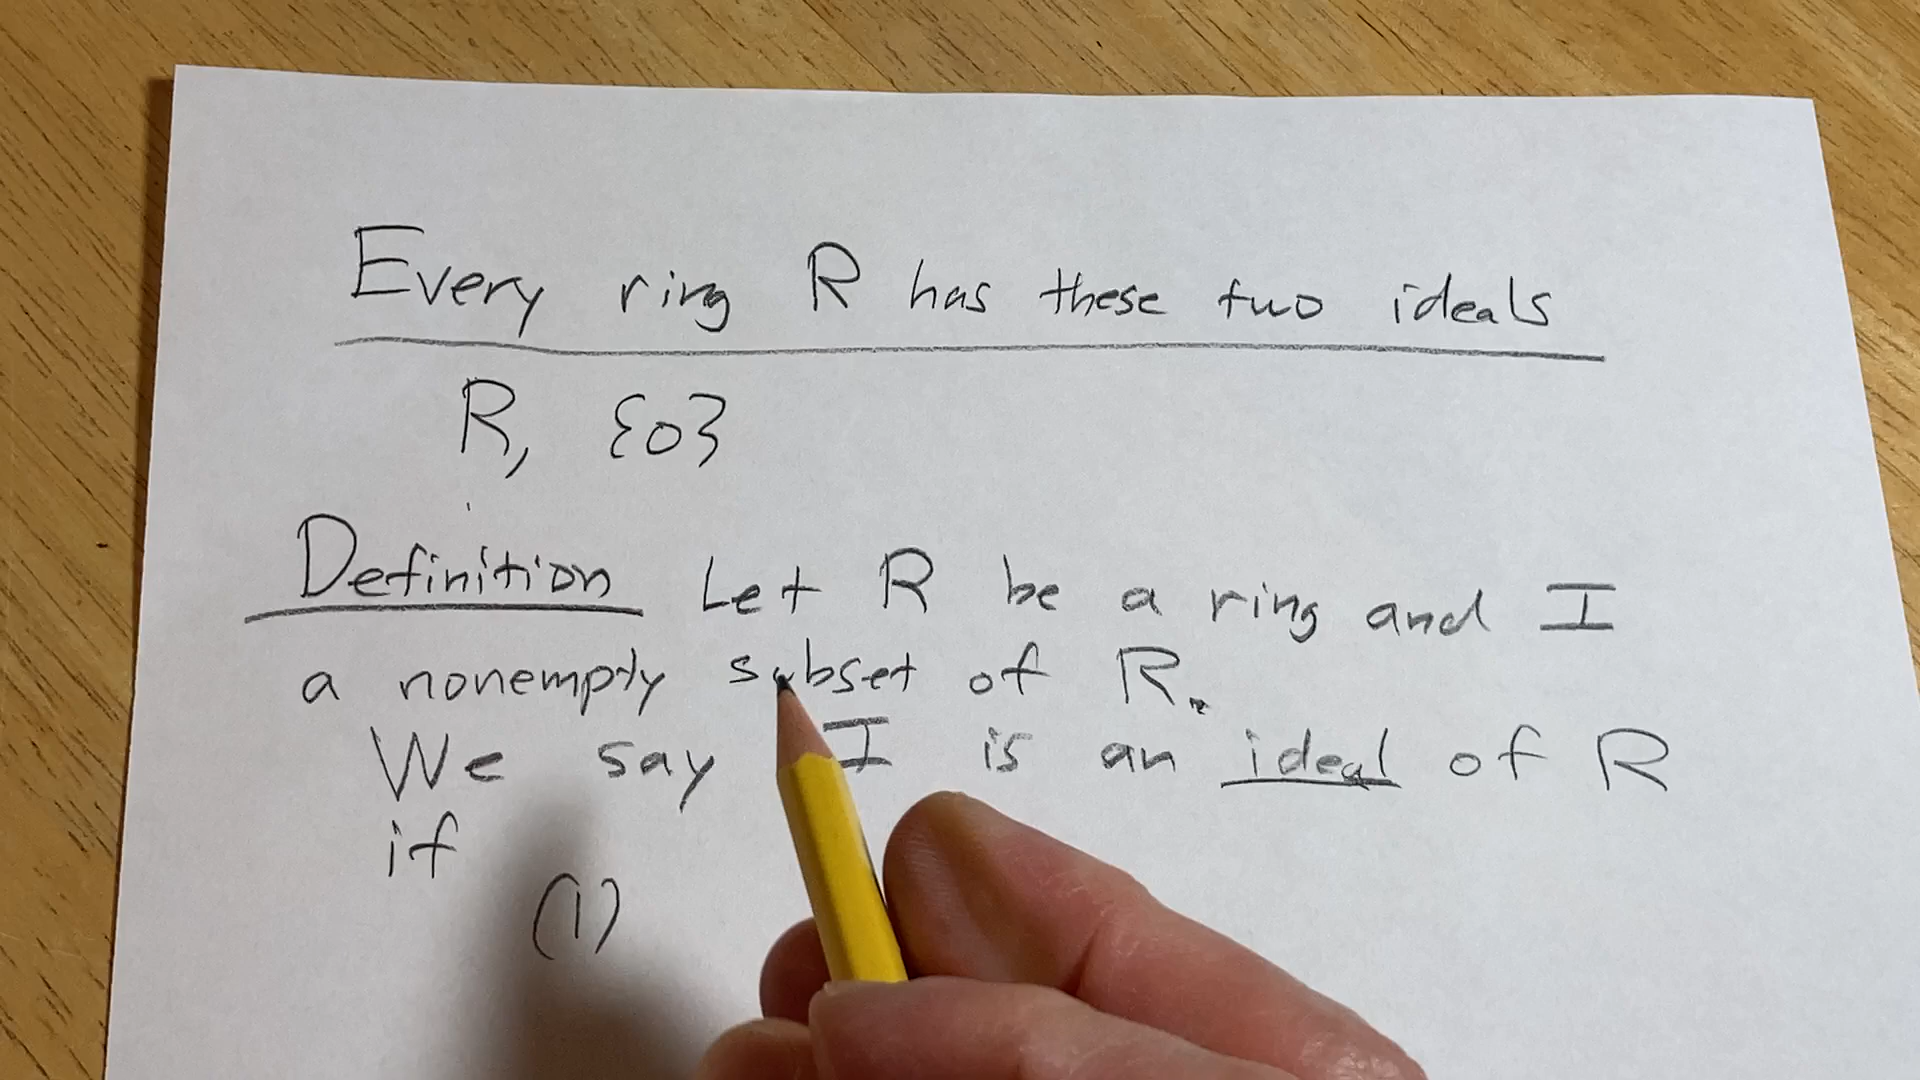 Every ring R has these two ideals
R, {0}
Definition Let R be a ring and I
a nonempty subset of R.
We say I is an ideal of R
if
(1)